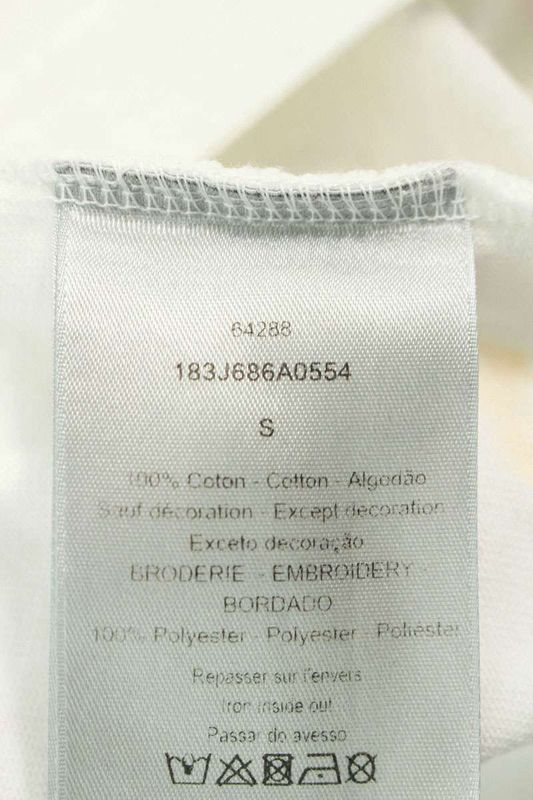 64288
183J686A0554
S
100% Coton - Cotton - Algodão
Sauf décoration - Except decoration
Exceto decoração
BRODERIE - EMBROIDERY -
BORDADO
100% Polyester - Polyester - Poliéster
Repasser sur l'envers
Iron inside out
Passar do avesso